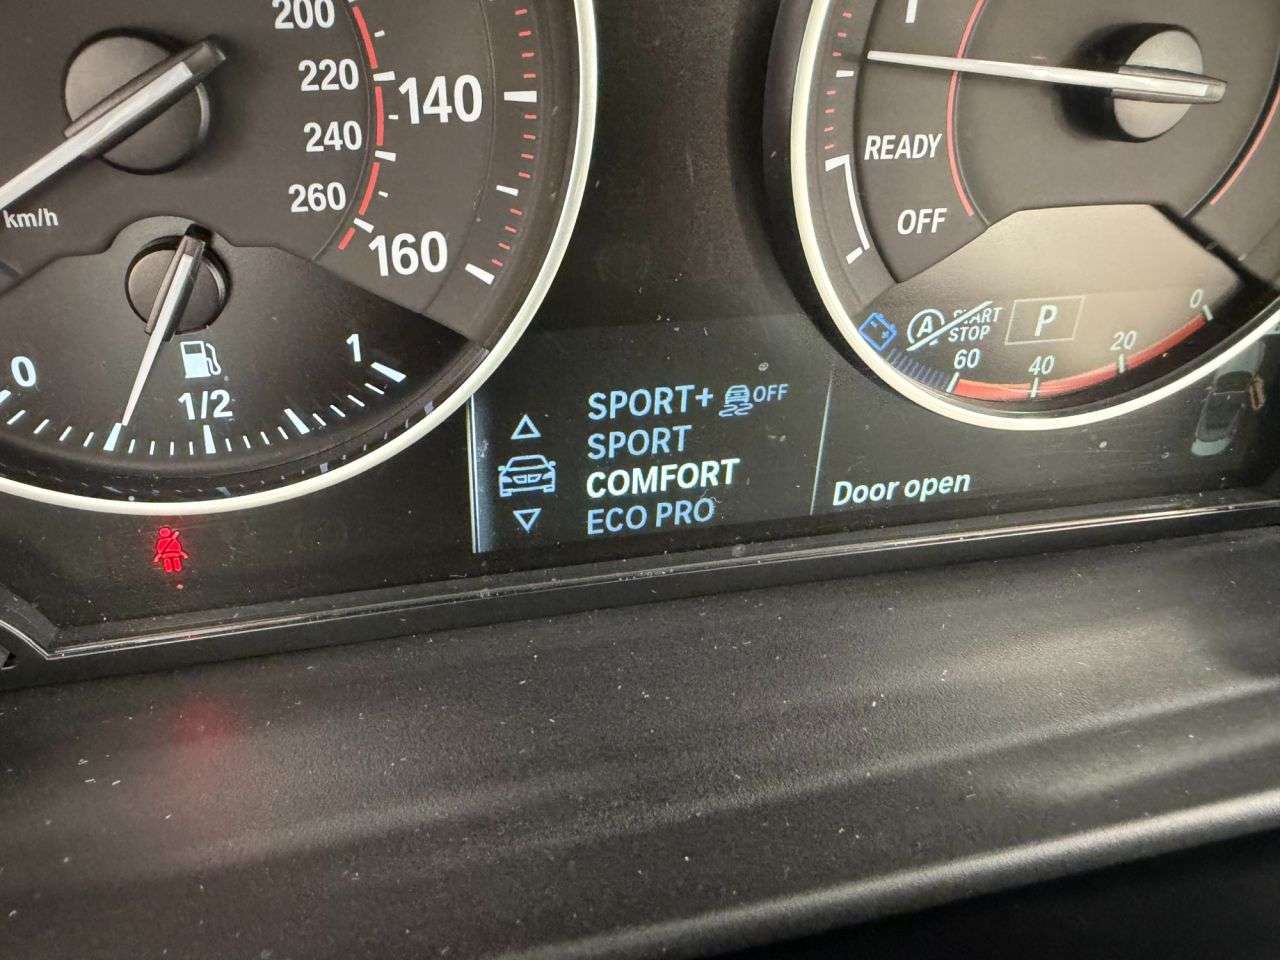 200
220
240
260
km/h
140
160
0
1/2
1
1
READY
OFF
A START
STOP
P
60
40
20
0
SPORT+ OFF
SPORT
COMFORT
ECO PRO
Door open